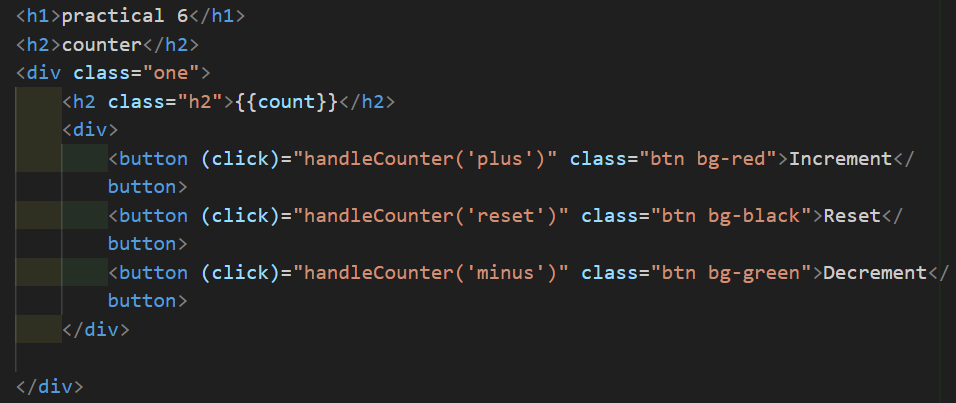 <h1>practical 6</h1>
<h2>counter</h2>
<div class="one">
<h2 class="h2">{{count}}</h2>
<div>
<button (click)="handleCounter('plus')" class="btn bg-red">Increment</
button>
<button (click)="handleCounter('reset')" class="btn bg-black">Reset</
button>
<button (click)="handleCounter('minus')" class="btn bg-green">Decrement</
button>
</div>
</div>